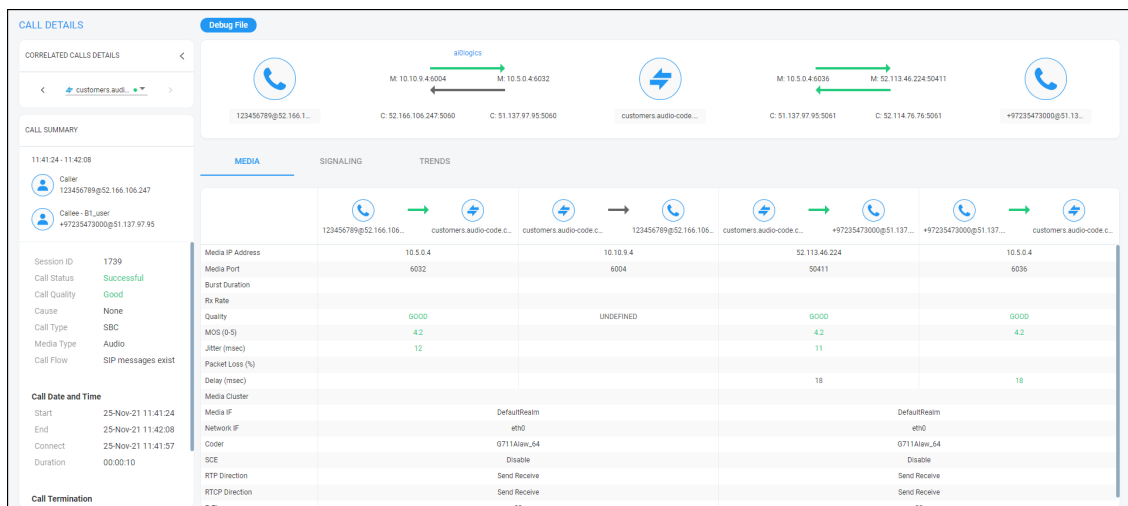 CALL DETAILS
Debug File
CORRELATED CALLS DETAILS
customers.audi...
CALL SUMMARY
11:41:24 - 11:42:08
Caller
123456789@52.166.106.247
Callee - B1_user
+97235473000@51.137.97.95
Session ID 1739
Call Status Successful
Call Quality Good
Cause None
Call Type SBC
Media Type Audio
Call Flow SIP messages exist
Call Date and Time
Start 25-Nov-21 11:41:24
End 25-Nov-21 11:42:08
Connect 25-Nov-21 11:41:57
Duration 00:00:10
Call Termination
M: 10.10.9.4:6004 M: 10.5.0.4:6032 M: 10.5.0.4:6036 M: 52.113.46.224:50411
123456789@52.166.1... C: 52.166.106.247:5060 C: 51.137.97.95:5060 customers.audio-code.... C: 51.137.97.95:5061 C: 52.114.76.76:5061 +97235473000@51.13...
MEDIA SIGNALING TRENDS
123456789@52.166.106... customers.audio-code.c... customers.audio-code.c... 123456789@52.166.106... customers.audio-code.c... +97235473000@51.137.... +97235473000@51.137.... customers.audio-code.c...
Media IP Address 10.5.0.4 10.10.9.4 52.113.46.224 10.5.0.4
Media Port 6032 6004 50411 6036
Burst Duration
Rx Rate
Quality GOOD UNDEFINED GOOD GOOD
MOS (0-5) 4.2 4.2 4.2
Jitter (msec) 12 11
Packet Loss (%)
Delay (msec) 18 18
Media Cluster
Media IF DefaultRealm DefaultRealm
Network IF eth0 eth0
Coder G711Alaw_64 G711Alaw_64
SCE Disable Disable
RTP Direction Send Receive Send Receive
RTCP Direction Send Receive Send Receive